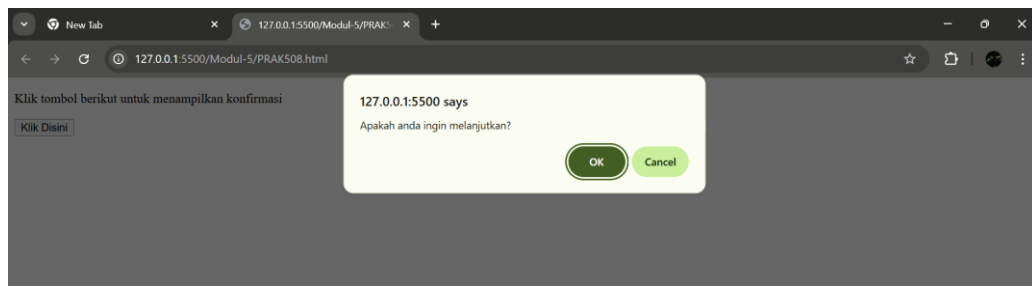 New Tab
127.0.0.1:5500/Modul-5/PRAK5
127.0.0.1:5500/Modul-5/PRAK508.html
Klik tombol berikut untuk menampilkan konfirmasi
Klik Disini
127.0.0.1:5500 says
Apakah anda ingin melanjutkan?
OK Cancel